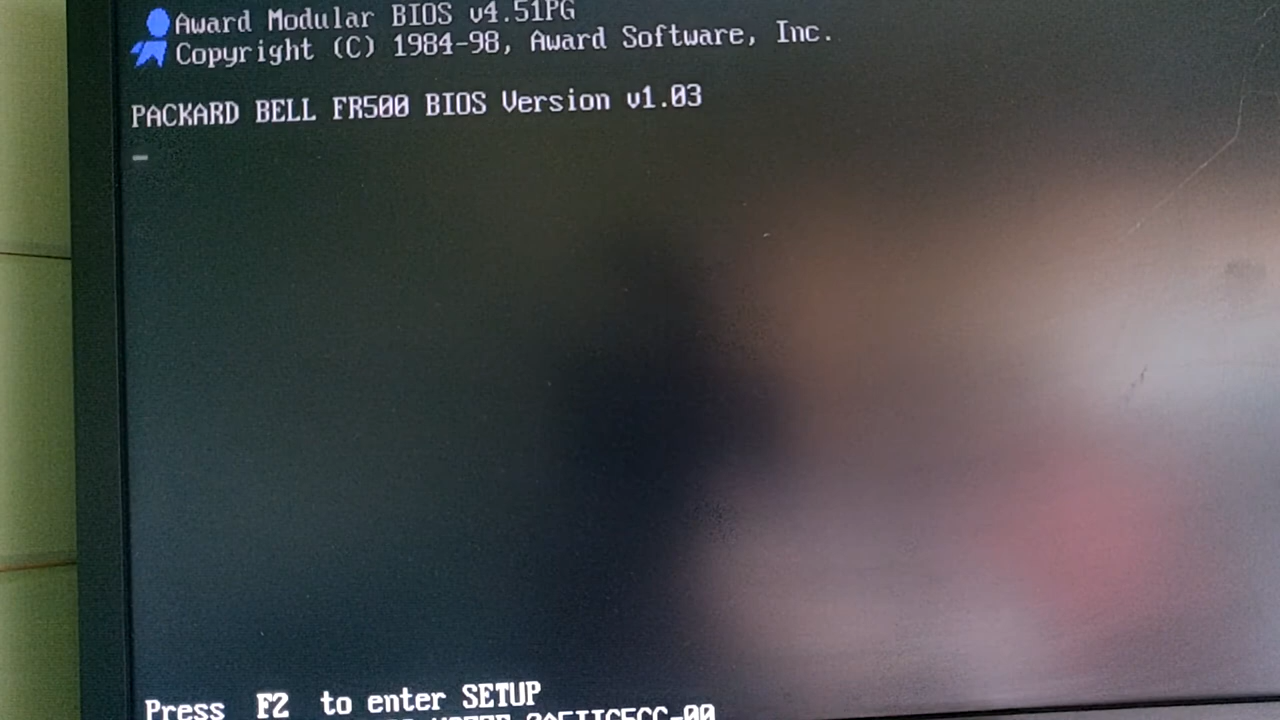 Award Modular BIOS v4.51PG
Copyright (C) 1984-98, Award Software, Inc.
PACKARD BELL FR500 BIOS Version v1.03
Press F2 to enter SETUP